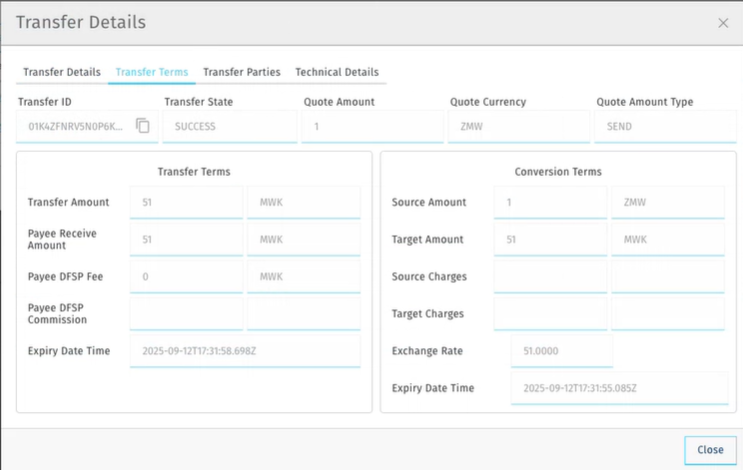 Transfer Details
Transfer Details Transfer Terms Transfer Parties Technical Details
Transfer ID Transfer State Quote Amount Quote Currency Quote Amount Type
01K4ZFNRV5N0P6K... SUCCESS 1 ZMW SEND
Transfer Terms
Transfer Amount 51 MWK
Payee Receive Amount 51 MWK
Payee DFSP Fee 0 MWK
Payee DFSP Commission
Expiry Date Time 2025-09-12T17:31:58.698Z
Conversion Terms
Source Amount 1 ZMW
Target Amount 51 MWK
Source Charges
Target Charges
Exchange Rate 51.0000
Expiry Date Time 2025-09-12T17:31:55.085Z
Close